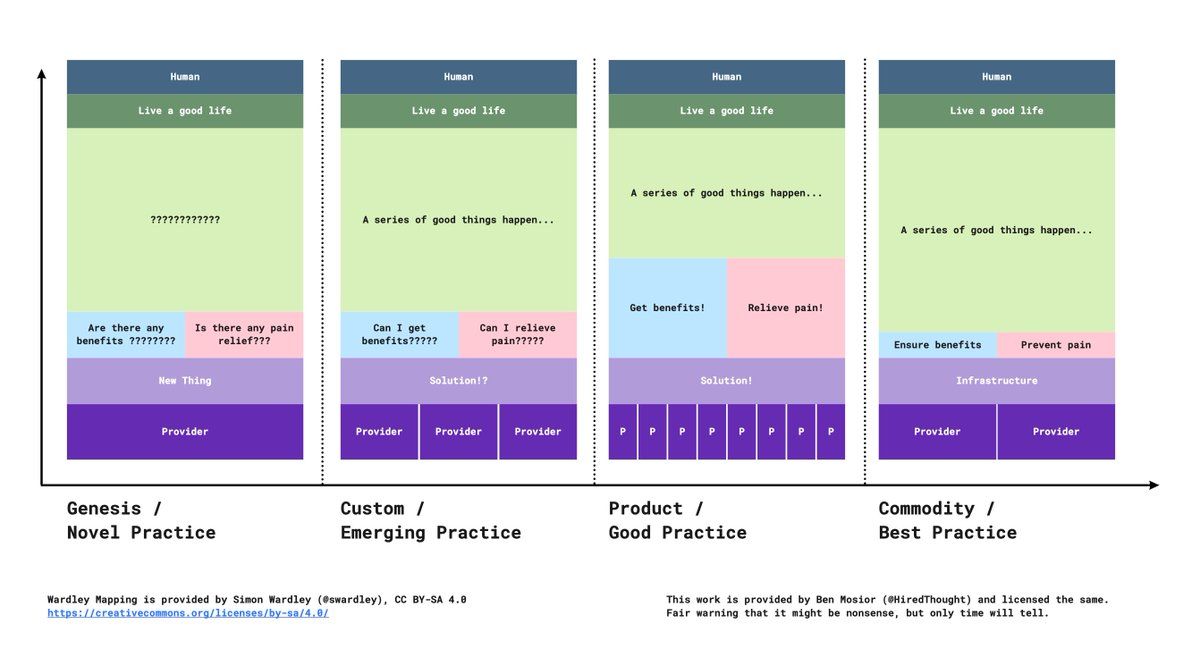 Human
Live a good life
????????????
Are there any
benefits ????????
Is there any pain
relief???
New Thing
Provider
Genesis /
Novel Practice
Human
Live a good life
A series of good things happen...
Can I get
benefits?????
Can I relieve
pain?????
Solution!?
Provider
Provider
Provider
Custom /
Emerging Practice
Human
Live a good life
A series of good things happen...
Get benefits!
Relieve pain!
Solution!
P
P
P
P
P
P
P
P
Product /
Good Practice
Human
Live a good life
A series of good things happen...
Ensure benefits
Prevent pain
Infrastructure
Provider
Provider
Commodity /
Best Practice
Wardley Mapping is provided by Simon Wardley (@swardley), CC BY-SA 4.0
https://creativecommons.org/licenses/by-sa/4.0/
This work is provided by Ben Mosior (@HiredThought) and licensed the same.
Fair warning that it might be nonsense, but only time will tell.